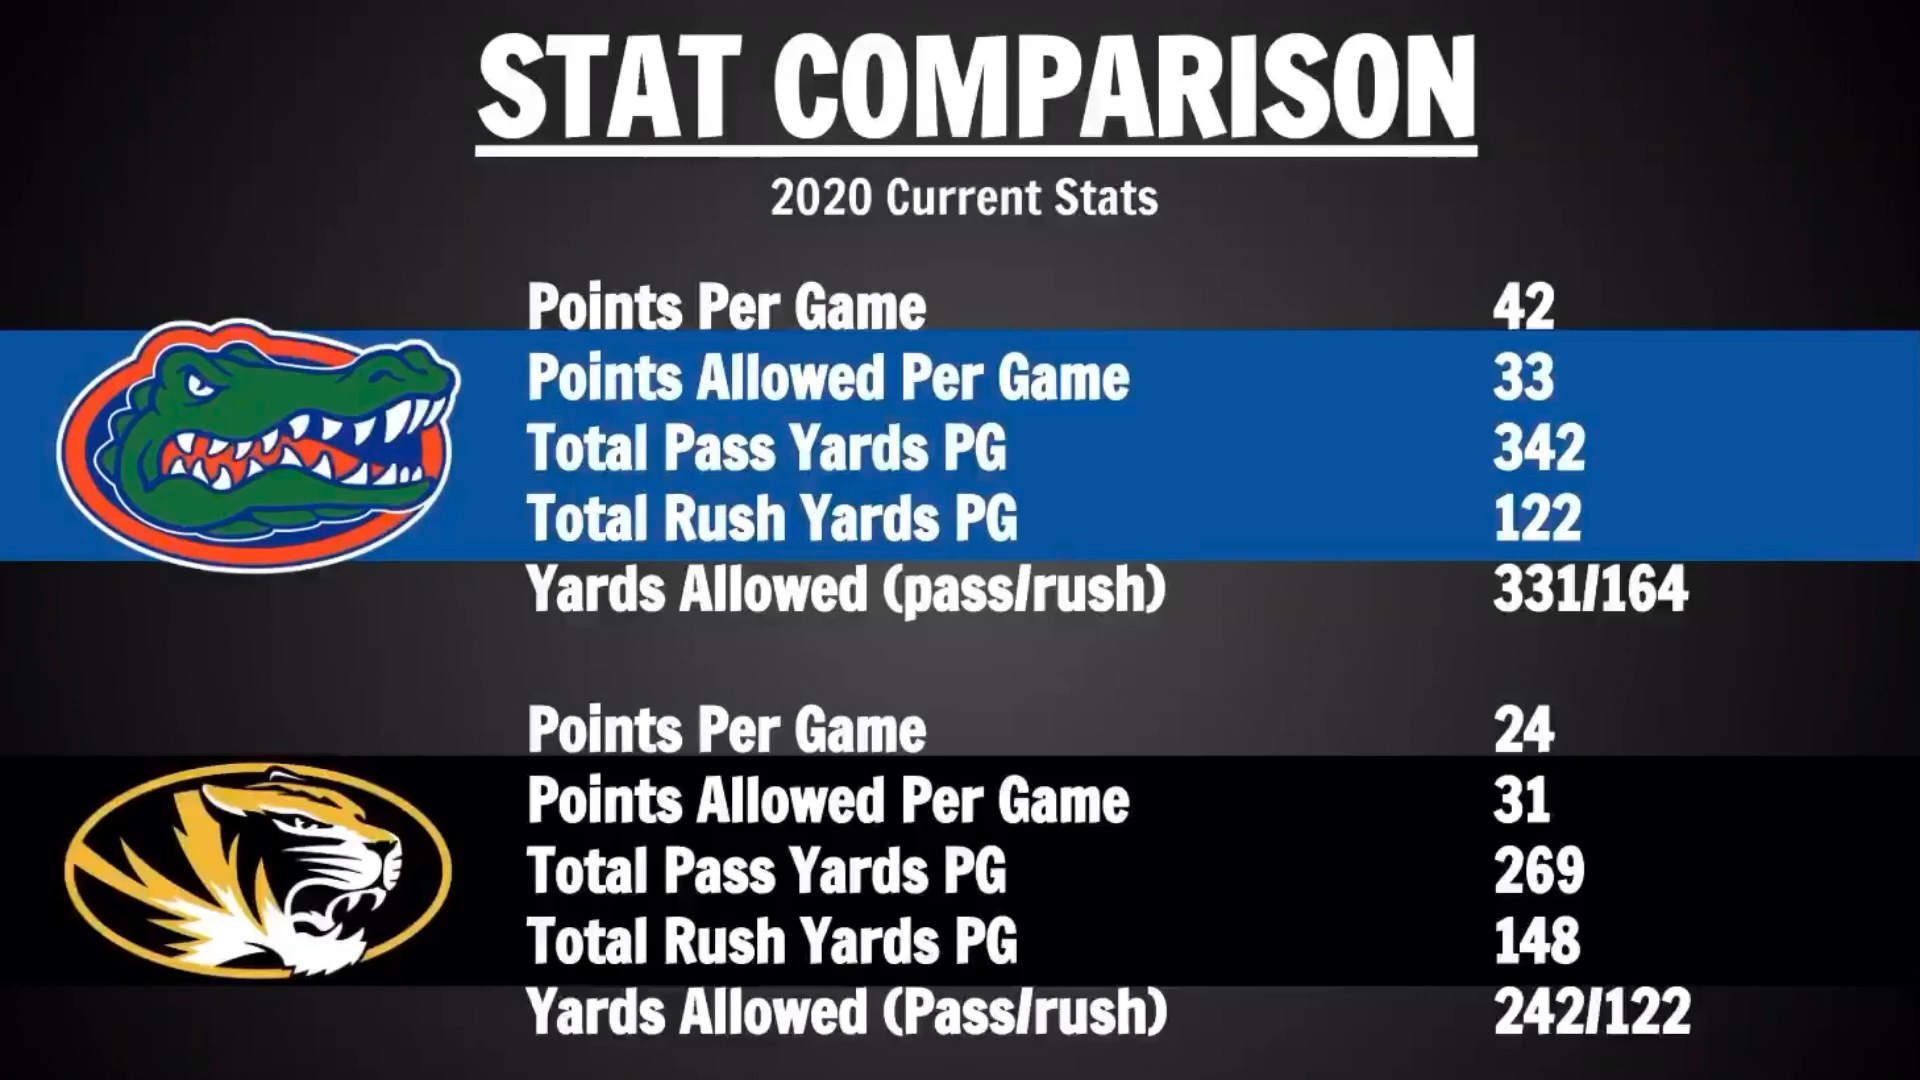 STAT COMPARISON
2020 Current Stats
Points Per Game 42
Points Allowed Per Game 33
Total Pass Yards PG 342
Total Rush Yards PG 122
Yards Allowed (pass/rush) 331/164
Points Per Game 24
Points Allowed Per Game 31
Total Pass Yards PG 269
Total Rush Yards PG 148
Yards Allowed (Pass/rush) 242/122